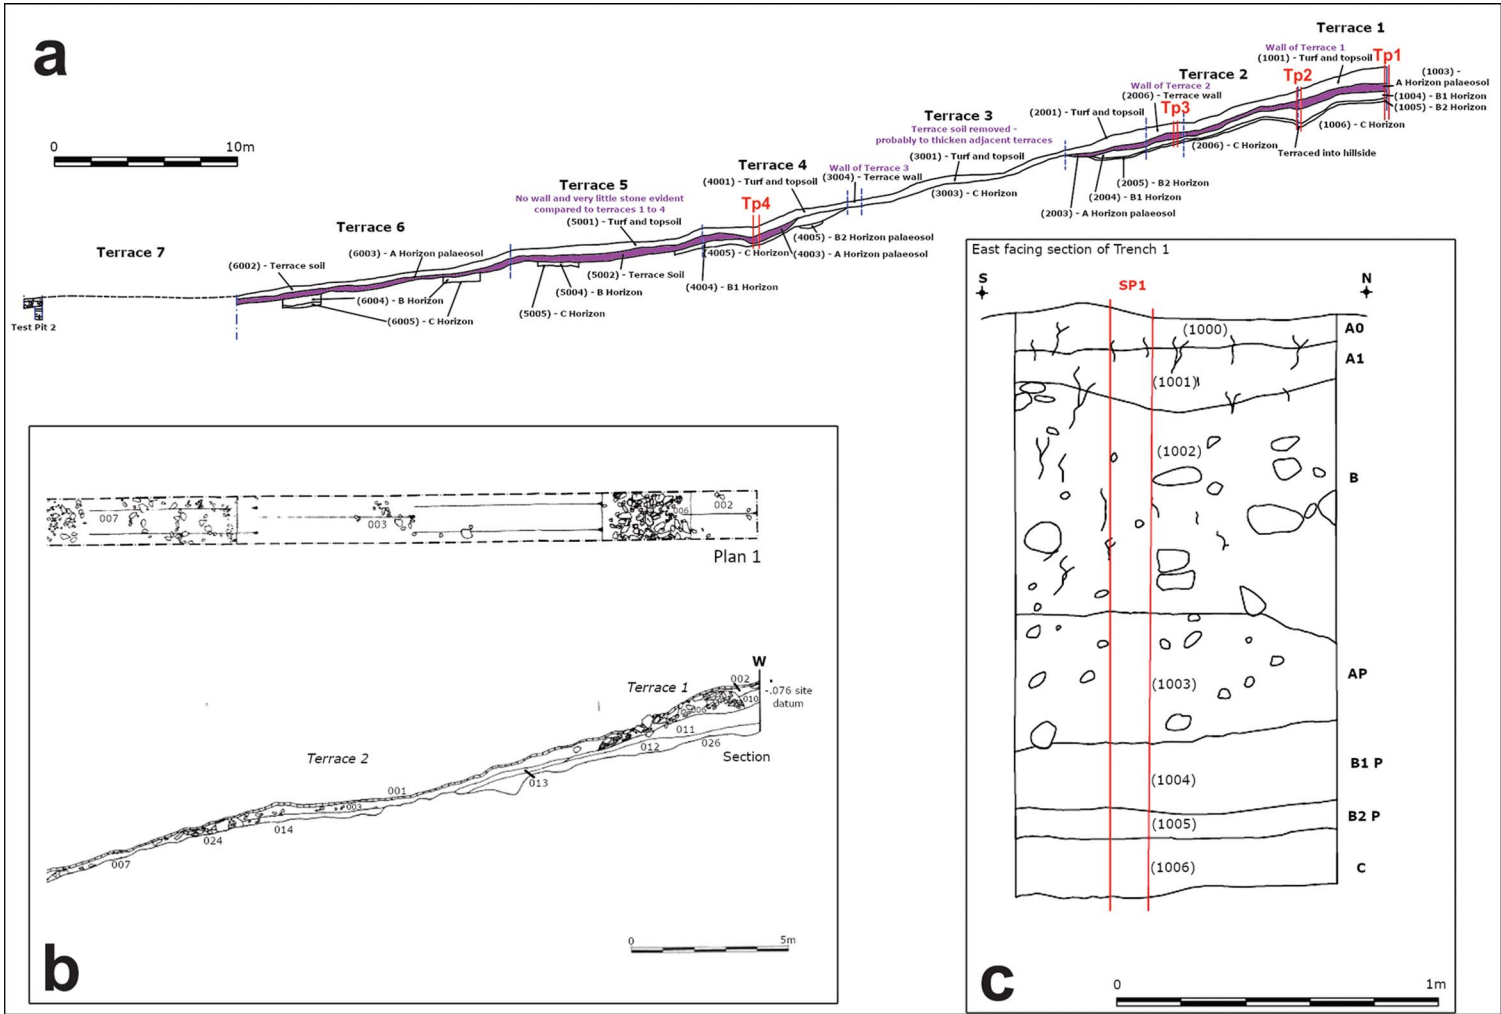 a
Terrace 1
Wall of Terrace 1
(1001) - Turf and topsoil
Tp1
Tp2
(1003) -
A Horizon palaeosol
(1004) - B1 Horizon
(1005) - B2 Horizon
(1006) - C Horizon
Terraced into hillside
Terrace 2
Wall of Terrace 2
(2006) - Terrace wall
Tp3
(2001) - Turf and topsoil
(2006) - C Horizon
(2005) - B2 Horizon
(2004) - B1 Horizon
(2003) - A Horizon palaeosol
Terrace 3
Terrace soil removed -
probably to thicken adjacent terraces
(3001) - Turf and topsoil
(3003) - C Horizon
Wall of Terrace 3
(3004) - Terrace wall
Terrace 4
(4001) - Turf and topsoil
Tp4
(4005) - B2 Horizon palaeosol
(4005) - C Horizon
(4003) - A Horizon palaeosol
(4004) - B1 Horizon
Terrace 5
No wall and very little stone evident
compared to terraces 1 to 4
(5001) - Turf and topsoil
(5002) - Terrace Soil
(5004) - B Horizon
(5005) - C Horizon
Terrace 6
(6003) - A Horizon palaeosol
(6002) - Terrace soil
(6004) - B Horizon
(6005) - C Horizon
Terrace 7
Test Pit 2
0 10m
007
003
006
002
Plan 1
W
Terrace 1
002
-.076 site
datum
010
006
011
012
026
Section
013
Terrace 2
001
003
014
024
007
0 5m
b
East facing section of Trench 1
S
N
SP1
(1000)
A0
A1
(1001)
(1002)
B
(1003)
AP
(1004)
B1 P
(1005)
B2 P
(1006)
C
c
0 1m